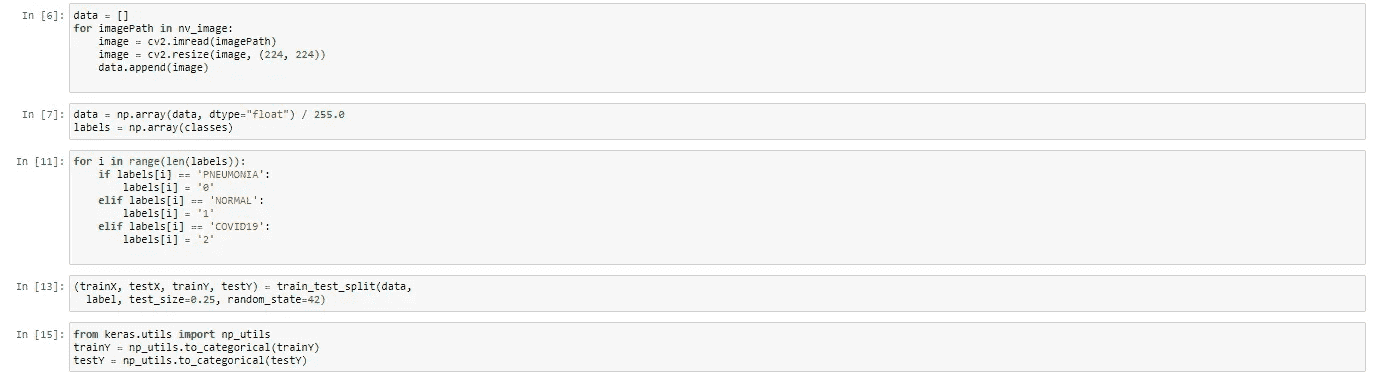 In [6]: data = []
for imagePath in nv_image:
    image = cv2.imread(imagePath)
    image = cv2.resize(image, (224, 224))
    data.append(image)
In [7]: data = np.array(data, dtype="float") / 255.0
labels = np.array(classes)
In [11]: for i in range(len(labels)):
    if labels[i] == 'PNEUMONIA':
        labels[i] = '0'
    elif labels[i] == 'NORMAL':
        labels[i] = '1'
    elif labels[i] == 'COVID19':
        labels[i] = '2'
In [13]: (trainX, testX, trainY, testY) = train_test_split(data,
  label, test_size=0.25, random_state=42)
In [15]: from keras.utils import np_utils
trainY = np_utils.to_categorical(trainY)
testY = np_utils.to_categorical(testY)